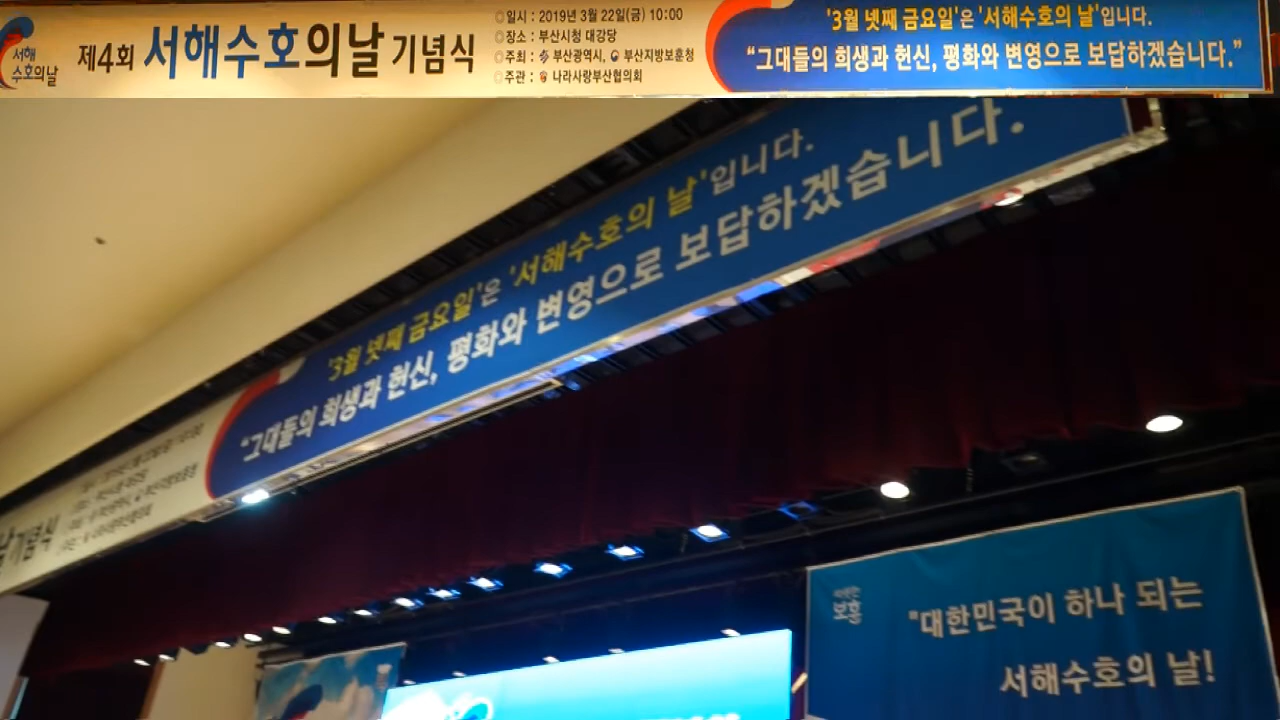 서해
수호의날
제4회 서해수호의날 기념식
일시 : 2019년 3월 22일(금) 10:00
장소 : 부산시청 대강당
주최 : 부산광역시, 부산지방보훈청
주관 : 나라사랑부산협의회
'3월 넷째 금요일'은 '서해수호의 날'입니다.
“그대들의 희생과 헌신, 평화와 변영으로 보답하겠습니다.”
'3월 넷째 금요일'은 '서해수호의 날'입니다.
“그대들의 희생과 헌신, 평화와 변영으로 보답하겠습니다.
기념식
보훈
"대한민국이 하나 되는
서해수호의 날!